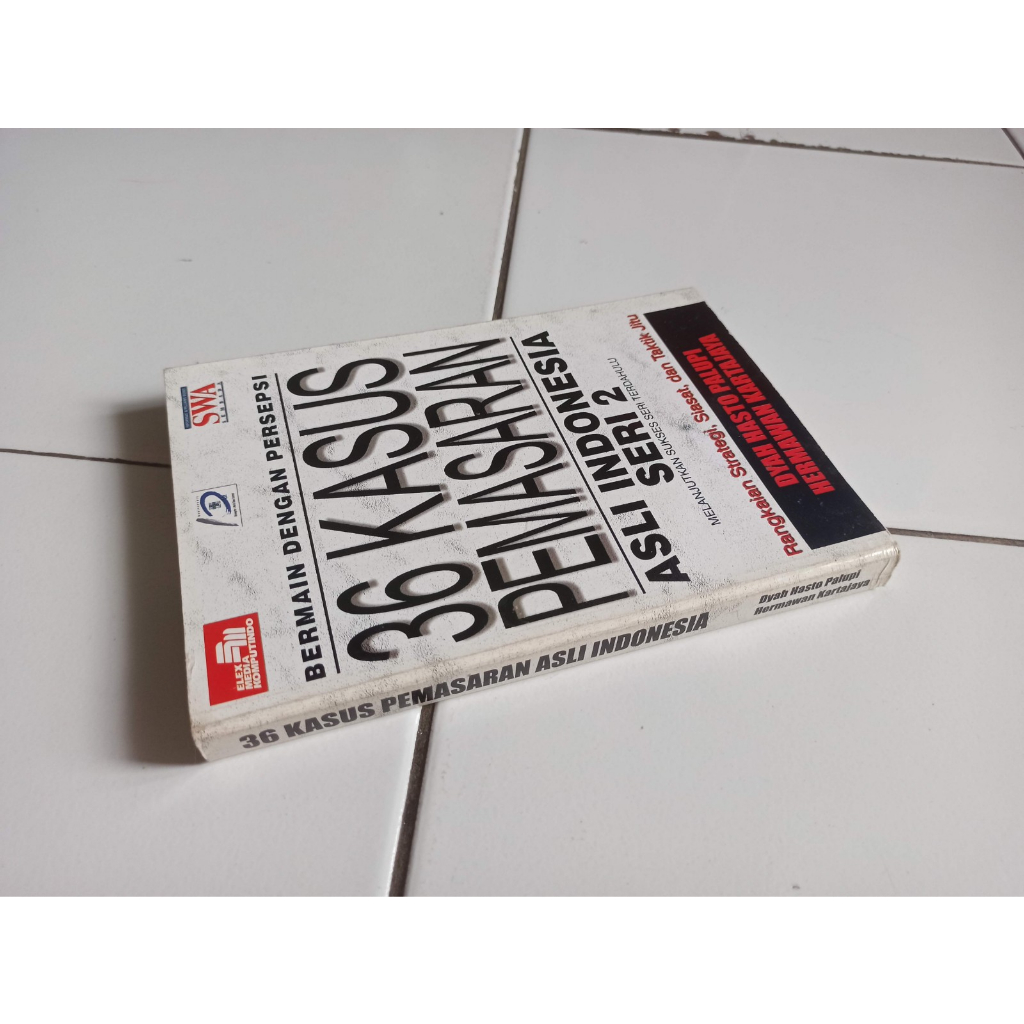 ELEX
MEDIA
KOMPUTINDO
SWA
BERMAIN DENGAN PERSEPSI
36 KASUS
PEMASARAN
ASLI INDONESIA
SERI 2
MELANJUTKAN SUKSES SERI TERDAHULU
Rangkaian Strategi, Siasat, dan Taktik Jitu
DYAH HASTO PALUPI
HERMAWAN KARTAJAYA
36 KASUS PEMASARAN ASLI INDONESIA
Dyah Hasto Palupi
Hermawan Kartajaya